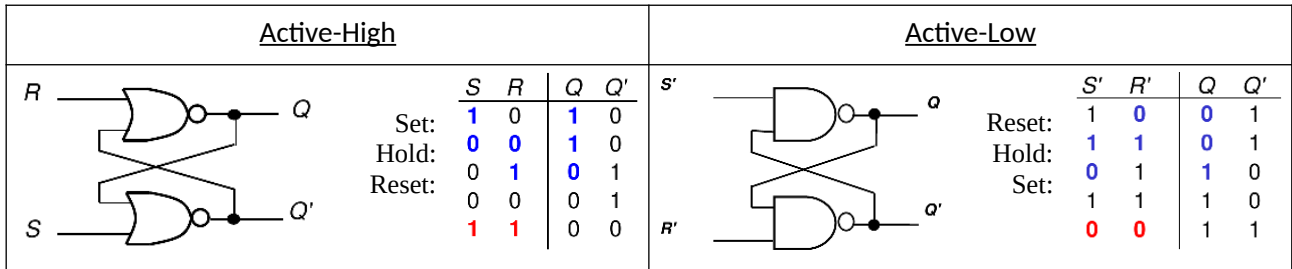 Active-High
Active-Low
R
Q
S
Q'
S R Q Q'
Set: 1 0 1 0
Hold: 0 0 1 0
Reset: 0 1 0 1
0 0 0 1
1 1 0 0
S'
Q
R'
Q'
S' R' Q Q'
Reset: 1 0 0 1
Hold: 1 1 0 1
Set: 0 1 1 0
1 1 1 0
0 0 1 1